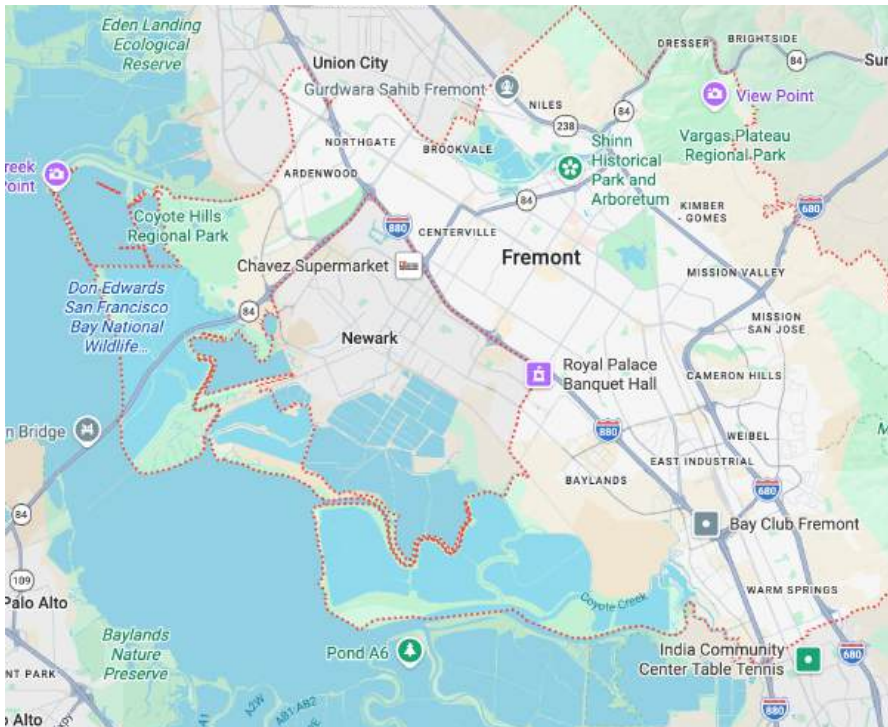 Eden Landing
Ecological
Reserve
Union City
Gurdwara Sahib Fremont
DRESSER
BRIGHTSIDE
84
Sun
View Point
NILES
84
238
Vargas Plateau
Regional Park
NORTHGATE
BROOKVALE
Shinn
Historical
Park and
Arboretum
ARDENWOOD
reek
oint
84
KIMBER
- GOMES
680
Coyote Hills
Regional Park
880
CENTERVILLE
Fremont
Chavez Supermarket
MISSION VALLEY
Don Edwards
San Francisco
Bay National
Wildlife...
84
MISSION
SAN JOSE
Newark
Royal Palace
Banquet Hall
CAMERON HILLS
n Bridge
880
WEIBEL
EAST INDUSTRIAL
BAYLANDS
680
84
Bay Club Fremont
109
Palo Alto
WARM SPRINGS
Coyote Creek
Baylands
Nature
Preserve
Pond A6
India Community
Center Table Tennis
680
NT PARK
A2W
AB1-AB2
A1
880
o Alto